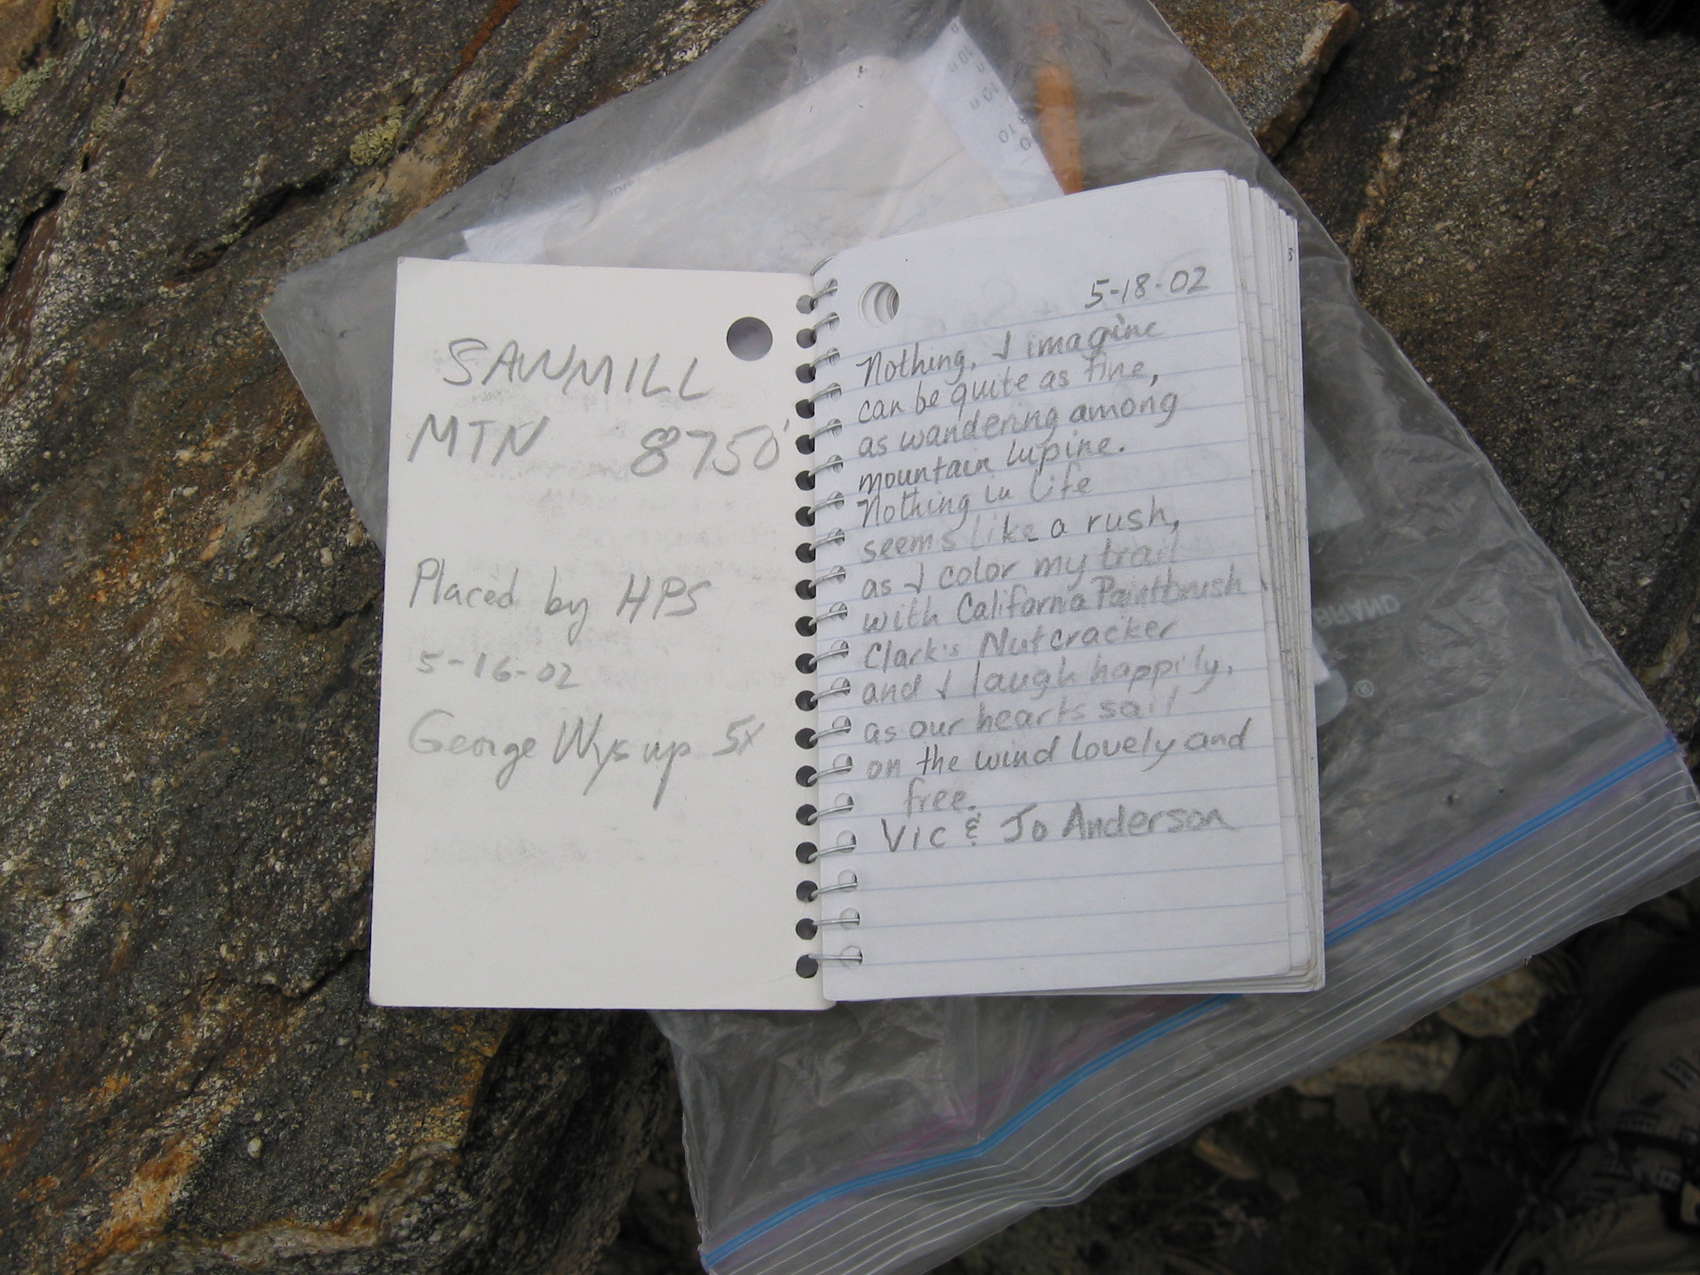 SAWMILL
MTN 8750'
Placed by HPS
5-16-02
George Wysup 5x
5-18-02
Nothing, I imagine
can be quite as fine,
as wandering among
mountain lupine.
Nothing in life
seems like a rush,
as I color my trail
with California Paintbrush
Clark's Nutcracker
and I laugh happily,
as our hearts sail
on the wind lovely and
free.
Vic & Jo Anderson
BRAND
®